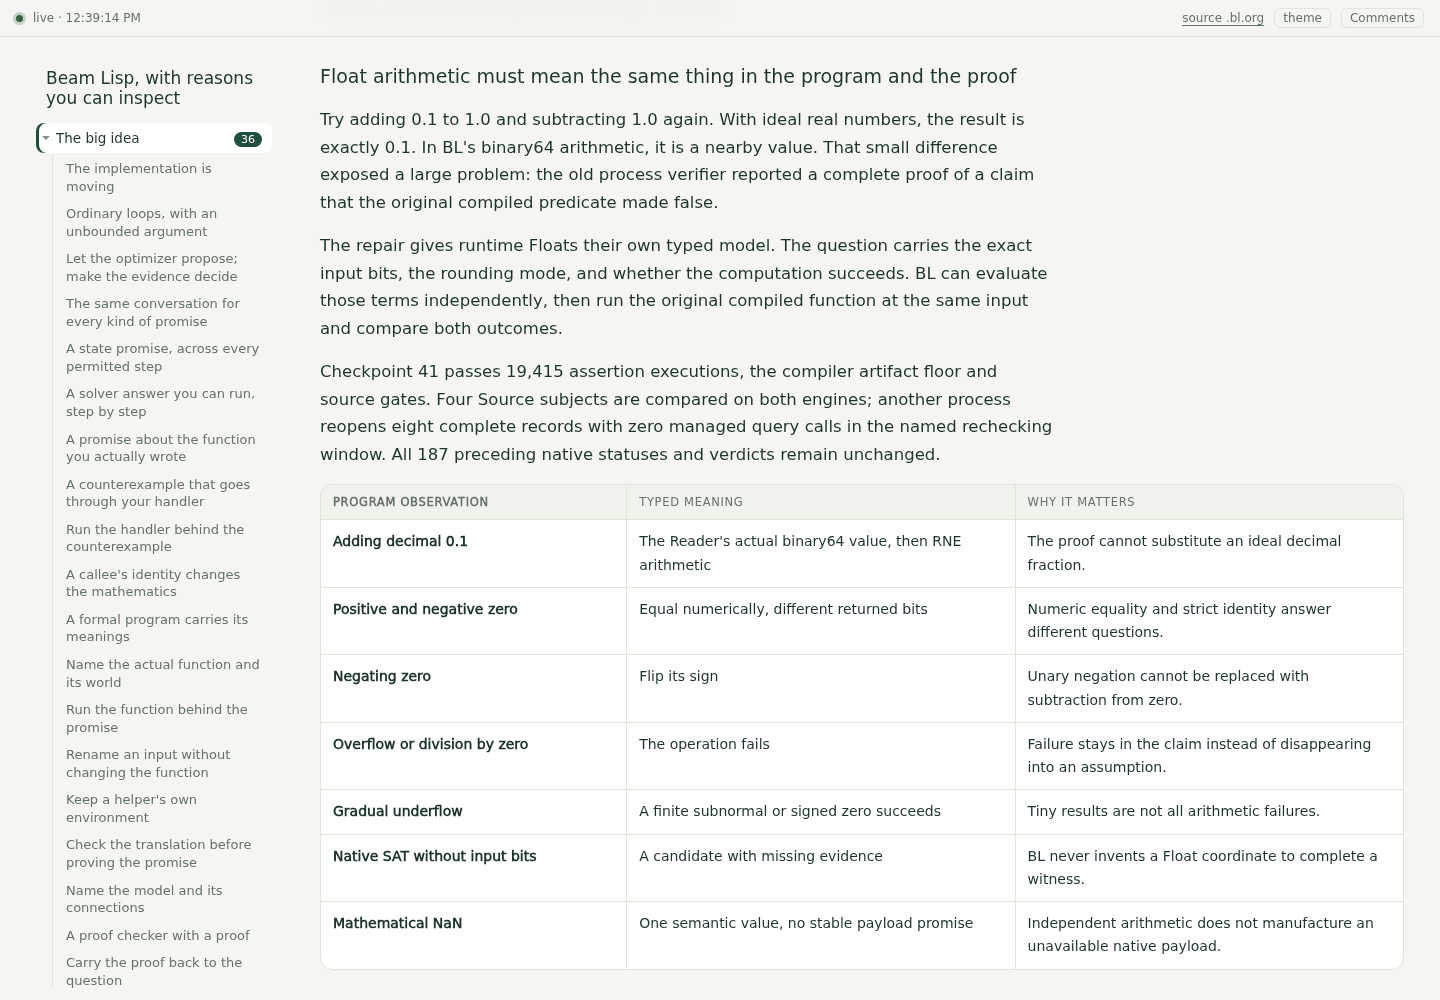 live · 12:39:14 PM
source .bl.org
theme
Comments
Beam Lisp, with reasons
you can inspect
The big idea
36
The implementation is
moving
Ordinary loops, with an
unbounded argument
Let the optimizer propose;
make the evidence decide
The same conversation for
every kind of promise
A state promise, across every
permitted step
A solver answer you can run,
step by step
A promise about the function
you actually wrote
A counterexample that goes
through your handler
Run the handler behind the
counterexample
A callee's identity changes
the mathematics
A formal program carries its
meanings
Name the actual function and
its world
Run the function behind the
promise
Rename an input without
changing the function
Keep a helper's own
environment
Check the translation before
proving the promise
Name the model and its
connections
A proof checker with a proof
Carry the proof back to the
question
Float arithmetic must mean the same thing in the program and the proof
Try adding 0.1 to 1.0 and subtracting 1.0 again. With ideal real numbers, the result is
exactly 0.1. In BL's binary64 arithmetic, it is a nearby value. That small difference
exposed a large problem: the old process verifier reported a complete proof of a claim
that the original compiled predicate made false.
The repair gives runtime Floats their own typed model. The question carries the exact
input bits, the rounding mode, and whether the computation succeeds. BL can evaluate
those terms independently, then run the original compiled function at the same input
and compare both outcomes.
Checkpoint 41 passes 19,415 assertion executions, the compiler artifact floor and
source gates. Four Source subjects are compared on both engines; another process
reopens eight complete records with zero managed query calls in the named rechecking
window. All 187 preceding native statuses and verdicts remain unchanged.
PROGRAM OBSERVATION
TYPED MEANING
WHY IT MATTERS
Adding decimal 0.1
The Reader's actual binary64 value, then RNE
arithmetic
The proof cannot substitute an ideal decimal
fraction.
Positive and negative zero
Equal numerically, different returned bits
Numeric equality and strict identity answer
different questions.
Negating zero
Flip its sign
Unary negation cannot be replaced with
subtraction from zero.
Overflow or division by zero
The operation fails
Failure stays in the claim instead of disappearing
into an assumption.
Gradual underflow
A finite subnormal or signed zero succeeds
Tiny results are not all arithmetic failures.
Native SAT without input bits
A candidate with missing evidence
BL never invents a Float coordinate to complete a
witness.
Mathematical NaN
One semantic value, no stable payload promise
Independent arithmetic does not manufacture an
unavailable native payload.